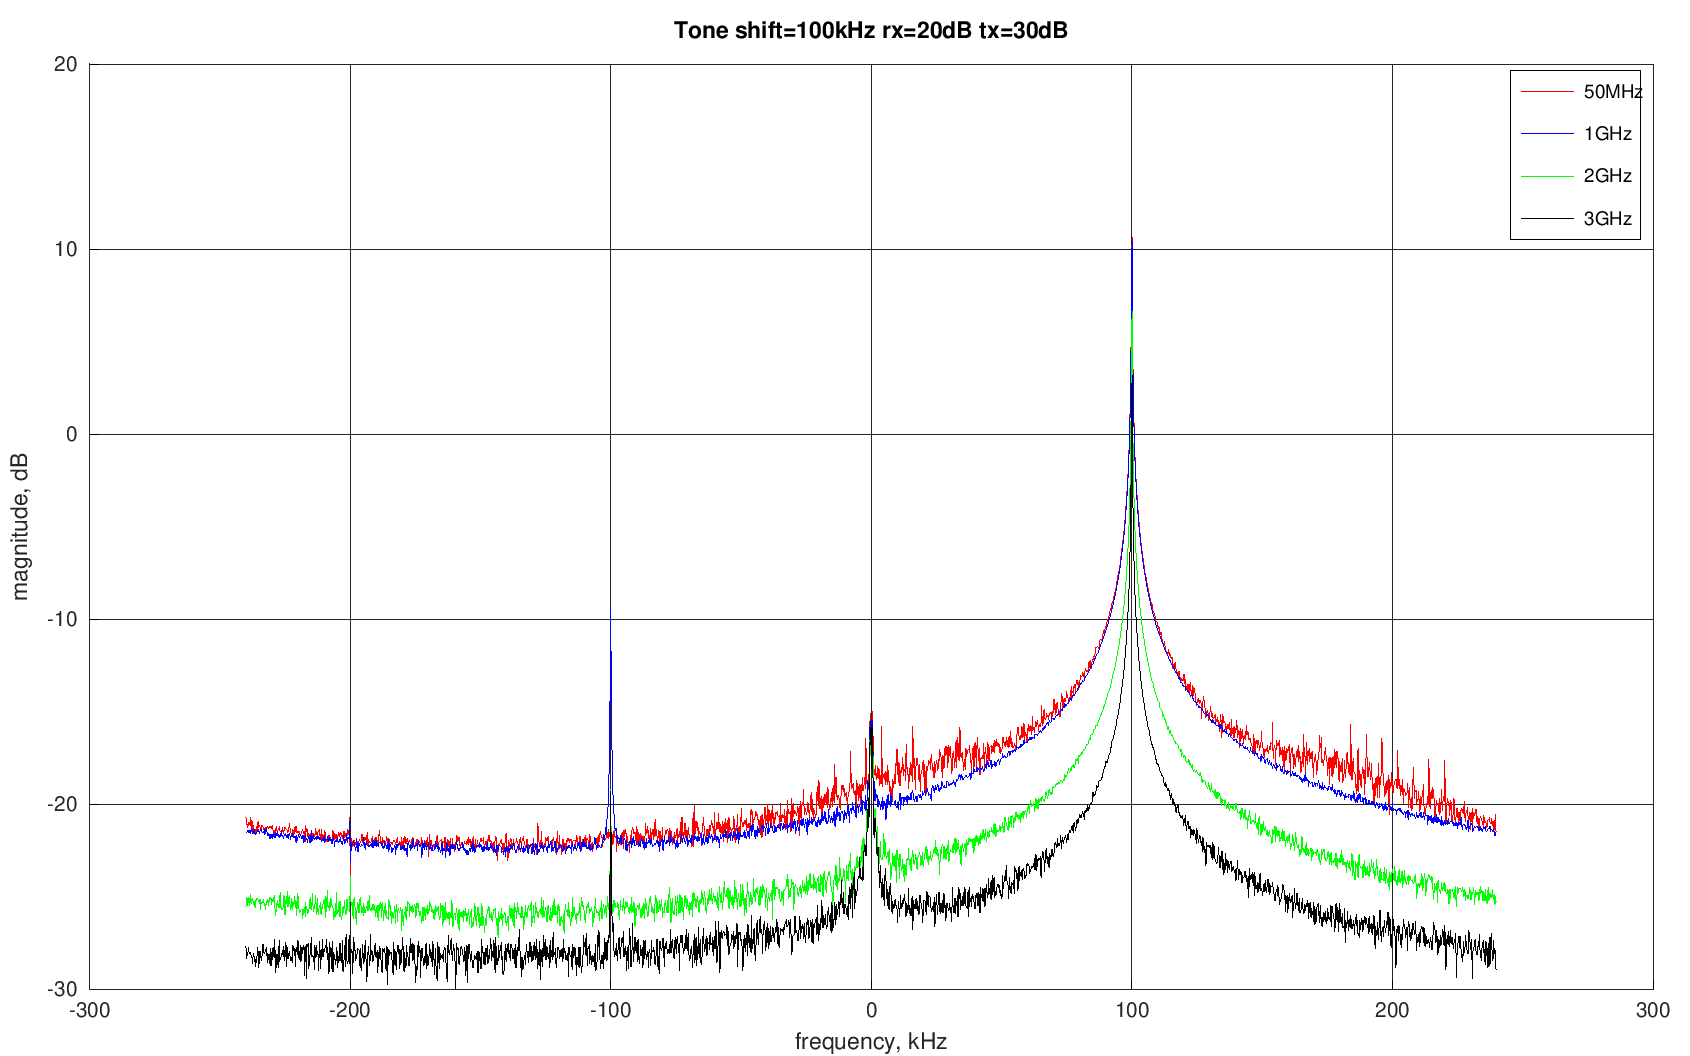 Tone shift=100kHz rx=20dB tx=30dB
20
10
0
-10
-20
-30
magnitude, dB
50MHz
1GHz
2GHz
3GHz
-300
-200
-100
0
100
200
300
frequency, kHz